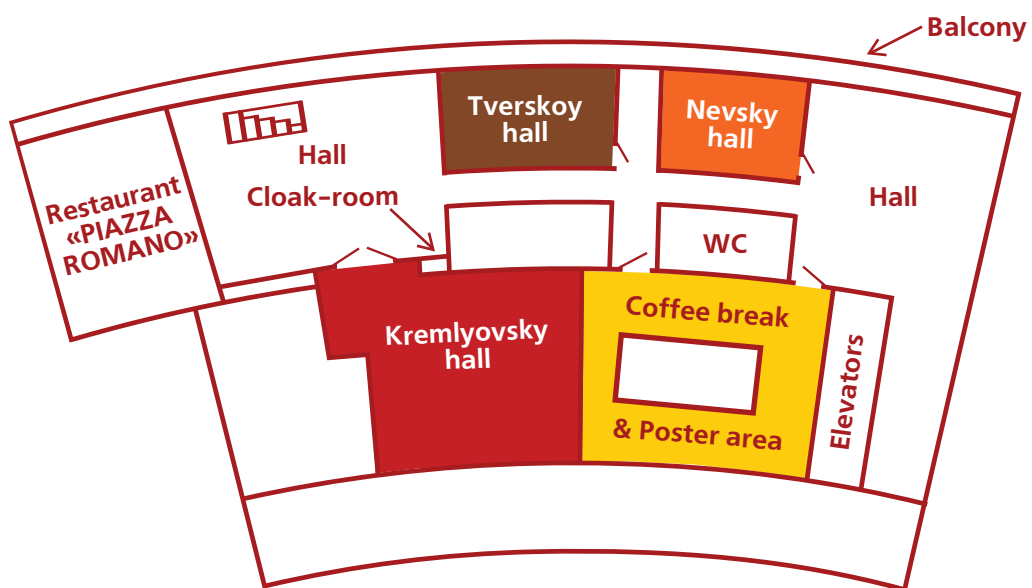 Balcony
Tverskoy
hall
Nevsky
hall
Hall
Cloak-room
Restaurant
«PIAZZA
ROMANO»
Hall
WC
Kremlyovsky
hall
Coffee break
& Poster area
Elevators